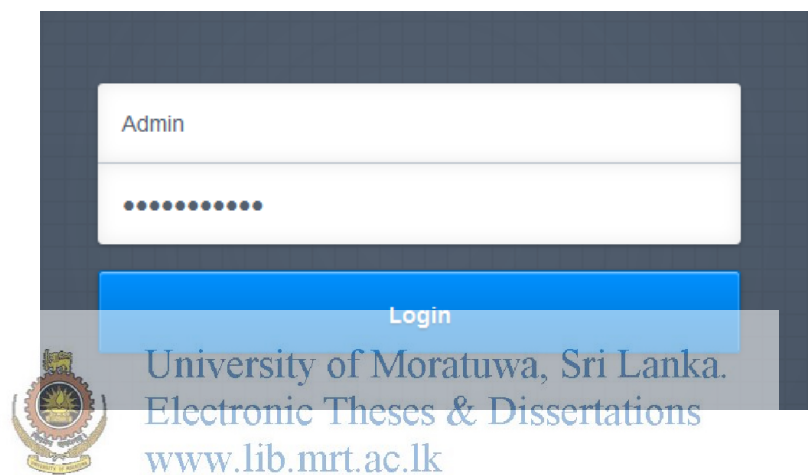 Admin
•••••••••••
Login
University of Moratuwa, Sri Lanka.
Electronic Theses & Dissertations
www.lib.mrt.ac.lk